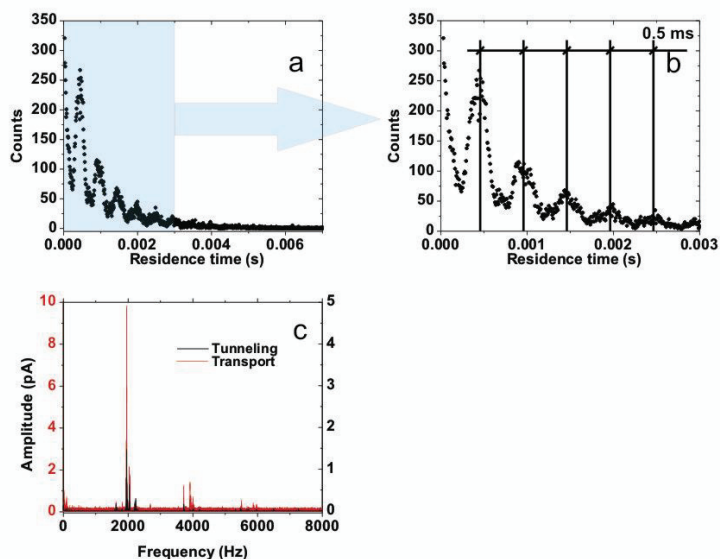 350
300
250
200
150
100
50
0
Counts
a
0.000 0.002 0.004 0.006
Residence time (s)
350
300
250
200
150
100
50
0
Counts
0.5 ms
b
0.000 0.001 0.002 0.003
Residence time (s)
10
8
6
4
2
0
Amplitude (pA)
c
Tunneling
Transport
5
4
3
2
1
0
0 2000 4000 6000 8000
Frequency (Hz)